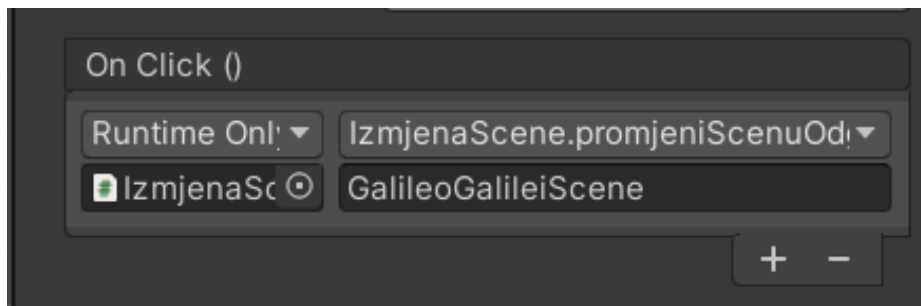 On Click ()
Runtime Onl
IzmjenaScene.promjeniScenuOd
IzmjenaSc
GalileoGalileiScene